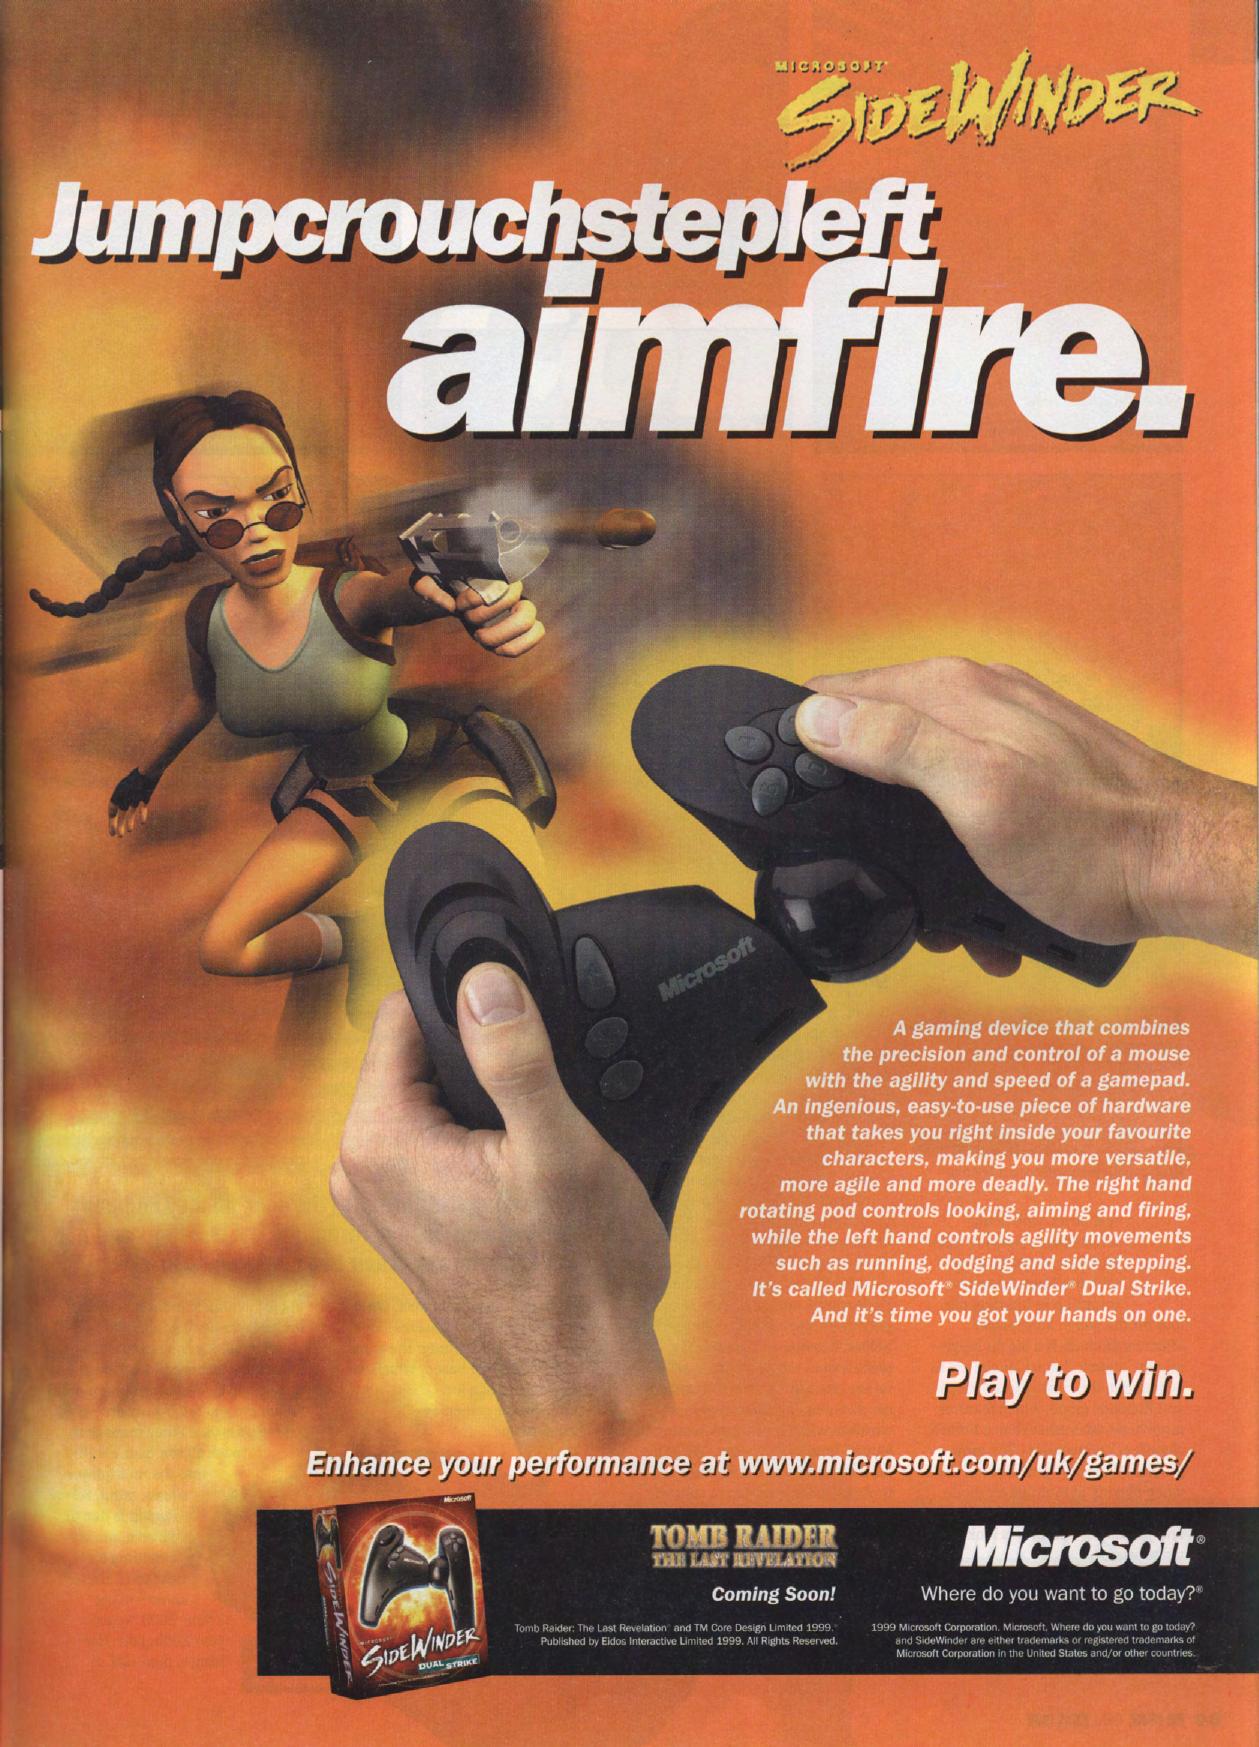 MICROSOFT®
SIDEWINDER
Jumpcrouchstepleft
aimfire.
Microsoft
A gaming device that combines
the precision and control of a mouse
with the agility and speed of a gamepad.
An ingenious, easy-to-use piece of hardware
that takes you right inside your favourite
characters, making you more versatile,
more agile and more deadly. The right hand
rotating pod controls looking, aiming and firing,
while the left hand controls agility movements
such as running, dodging and side stepping.
It's called Microsoft® SideWinder® Dual Strike.
And it's time you got your hands on one.
Play to win.
Enhance your performance at www.microsoft.com/uk/games/
Microsoft
SIDEWINDER
MICROSOFT
SIDEWINDER
DUAL STRIKE
TOMB RAIDER
THE LAST REVELATION
Coming Soon!
Tomb Raider: The Last Revelation and TM Core Design Limited 1999.
Published by Eidos Interactive Limited 1999. All Rights Reserved.
Microsoft®
Where do you want to go today?®
1999 Microsoft Corporation. Microsoft, Where do you want to go today?
and SideWinder are either trademarks or registered trademarks of
Microsoft Corporation in the United States and/or other countries.